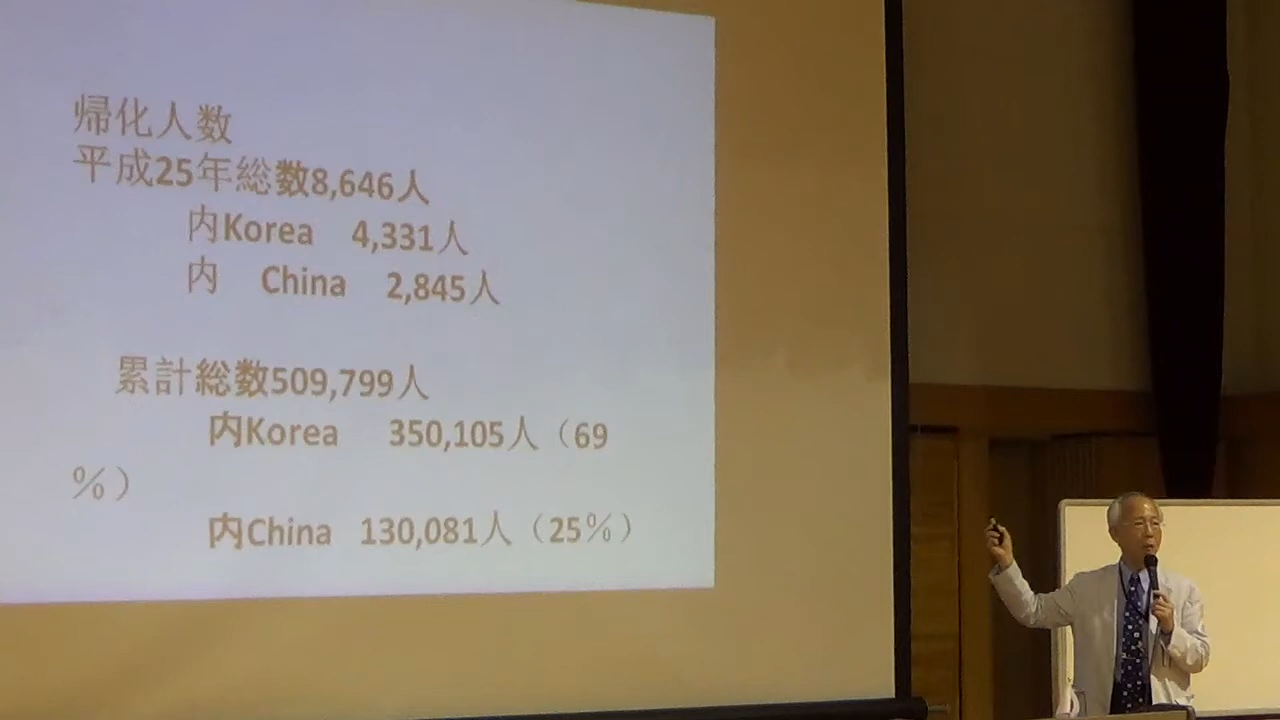 帰化人数
平成25年総数8,646人
内Korea 4,331人
内 China 2,845人
累計総数509,799人
内Korea 350,105人（69
％）
内China 130,081人（25％）